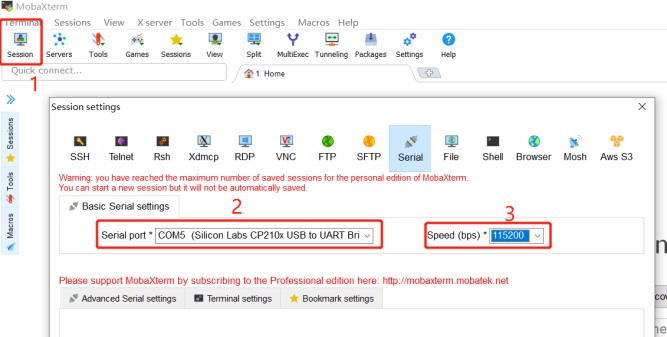 MobaXterm
Terminal Sessions View X server Tools Games Settings Macros Help
Session Servers Tools Games Sessions View Split MultiExec Tunneling Packages Settings Help
1
Quick connect...
1. Home
Sessions
Tools
Macros
Session settings
SSH Telnet Rsh Xdmcp RDP VNC FTP SFTP Serial File Shell Browser Mosh Aws S3
Warning: you have reached the maximum number of saved sessions for the personal edition of MobaXterm.
You can start a new session but it will not be automatically saved.
Basic Serial settings
2
3
Serial port * COM5 (Silicon Labs CP210x USB to UART Bri
Speed (bps) * 115200
Please support MobaXterm by subscribing to the Professional edition here: http://mobaxterm.mobatek.net
Advanced Serial settings Terminal settings Bookmark settings